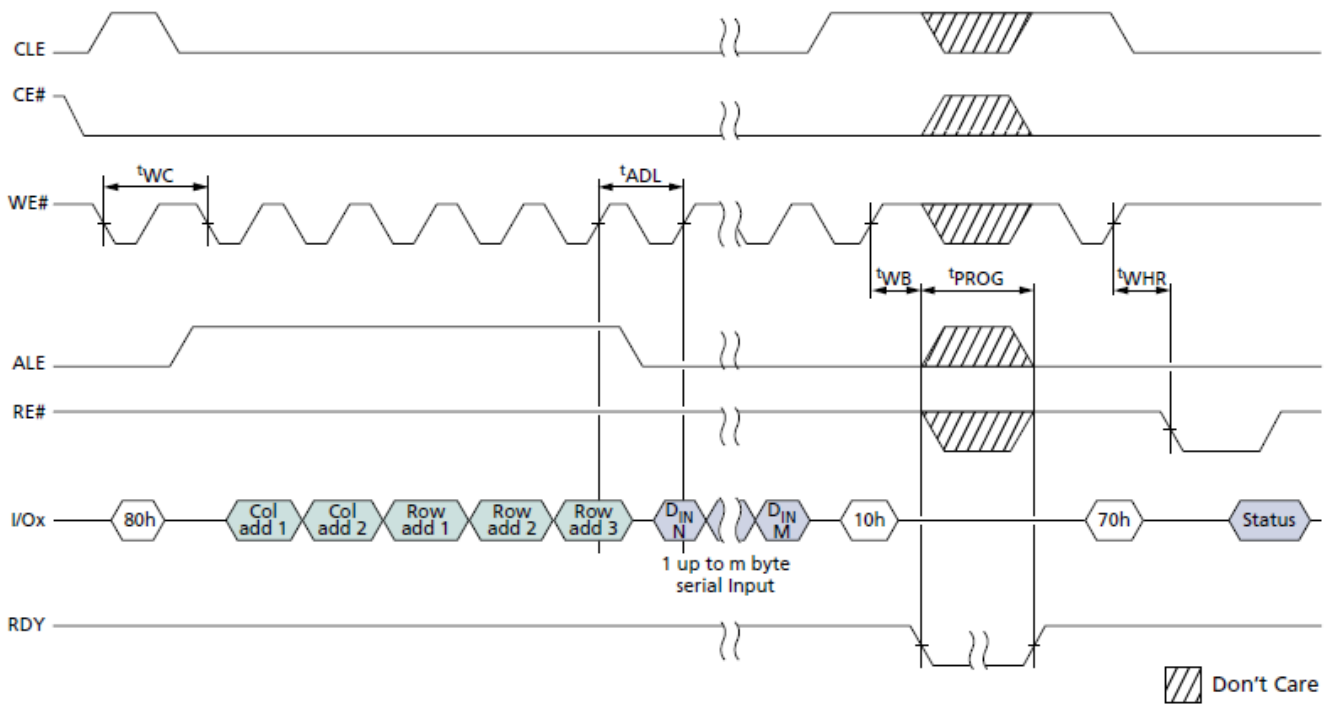 CLE
CE#
tWC
tADL
WE#
tWB
tPROG
tWHR
ALE
RE#
I/Ox
80h
Col
add 1
Col
add 2
Row
add 1
Row
add 2
Row
add 3
DIN
N
DIN
M
10h
70h
Status
1 up to m byte
serial Input
RDY
Don't Care